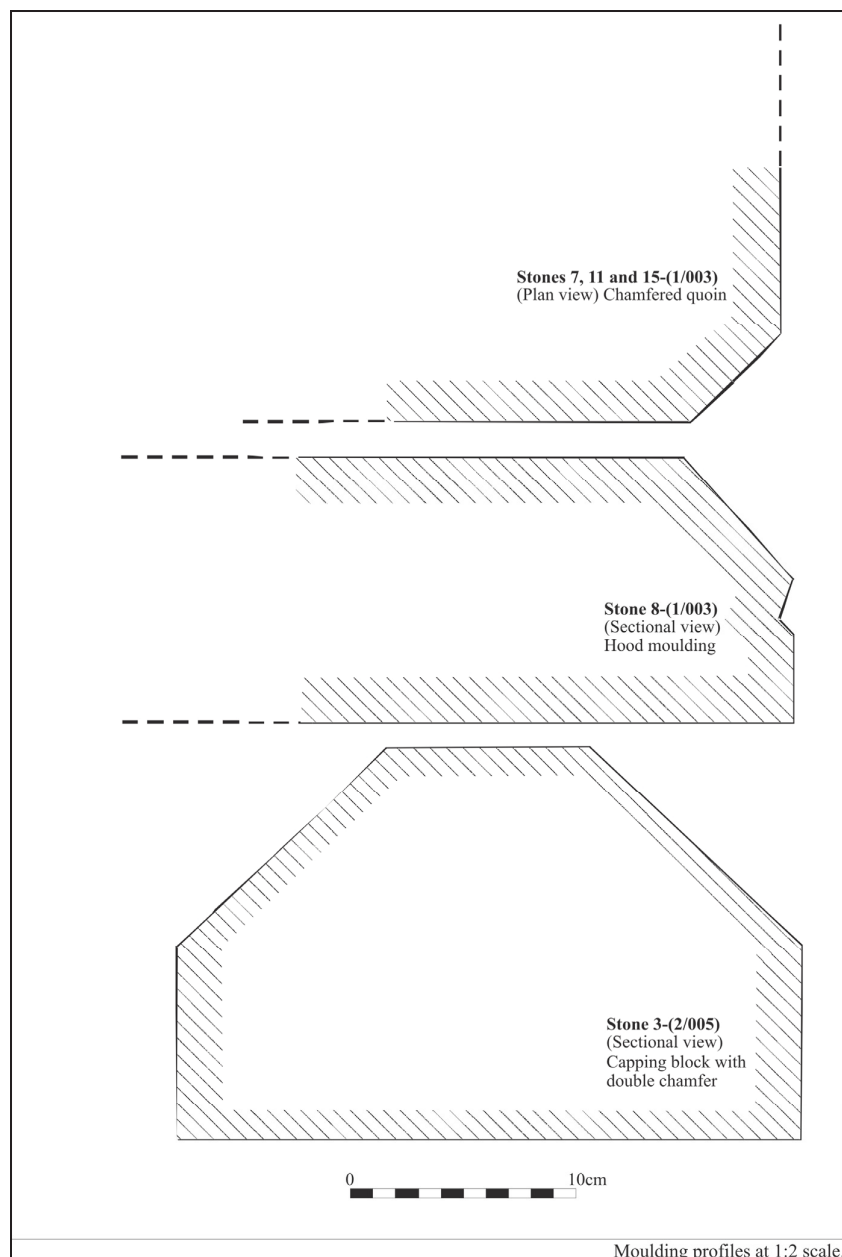 Stones 7, 11 and 15-(1/003)
(Plan view) Chamfered quoin
Stone 8-(1/003)
(Sectional view)
Hood moulding
Stone 3-(2/005)
(Sectional view)
Capping block with
double chamfer
0 10cm
Moulding profiles at 1:2 scale.